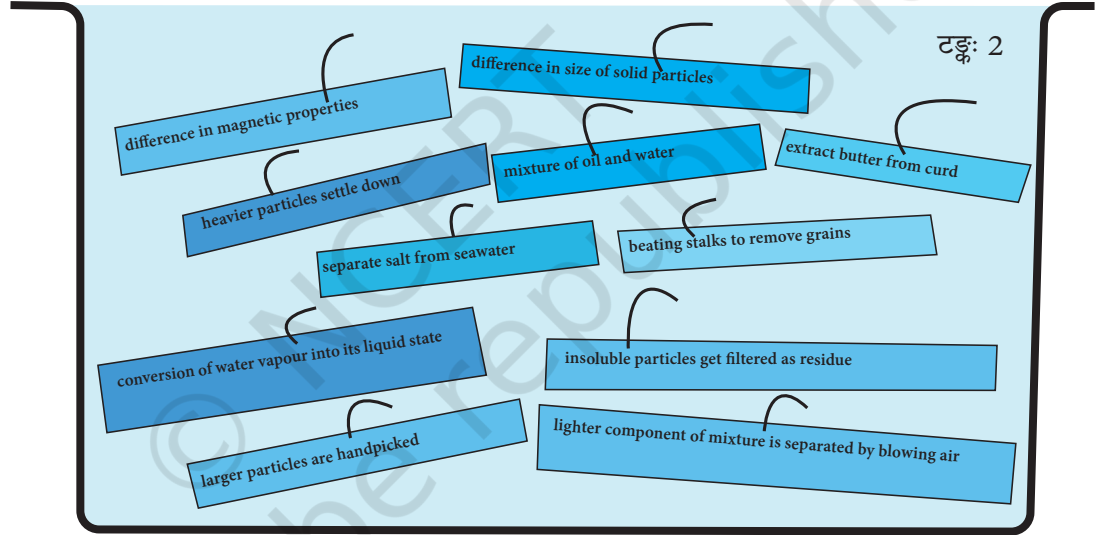 टङ्कः 2
difference in size of solid particles
difference in magnetic properties
mixture of oil and water
extract butter from curd
heavier particles settle down
separate salt from seawater
beating stalks to remove grains
conversion of water vapour into its liquid state
insoluble particles get filtered as residue
larger particles are handpicked
lighter component of mixture is separated by blowing air
© NCERT
be republish